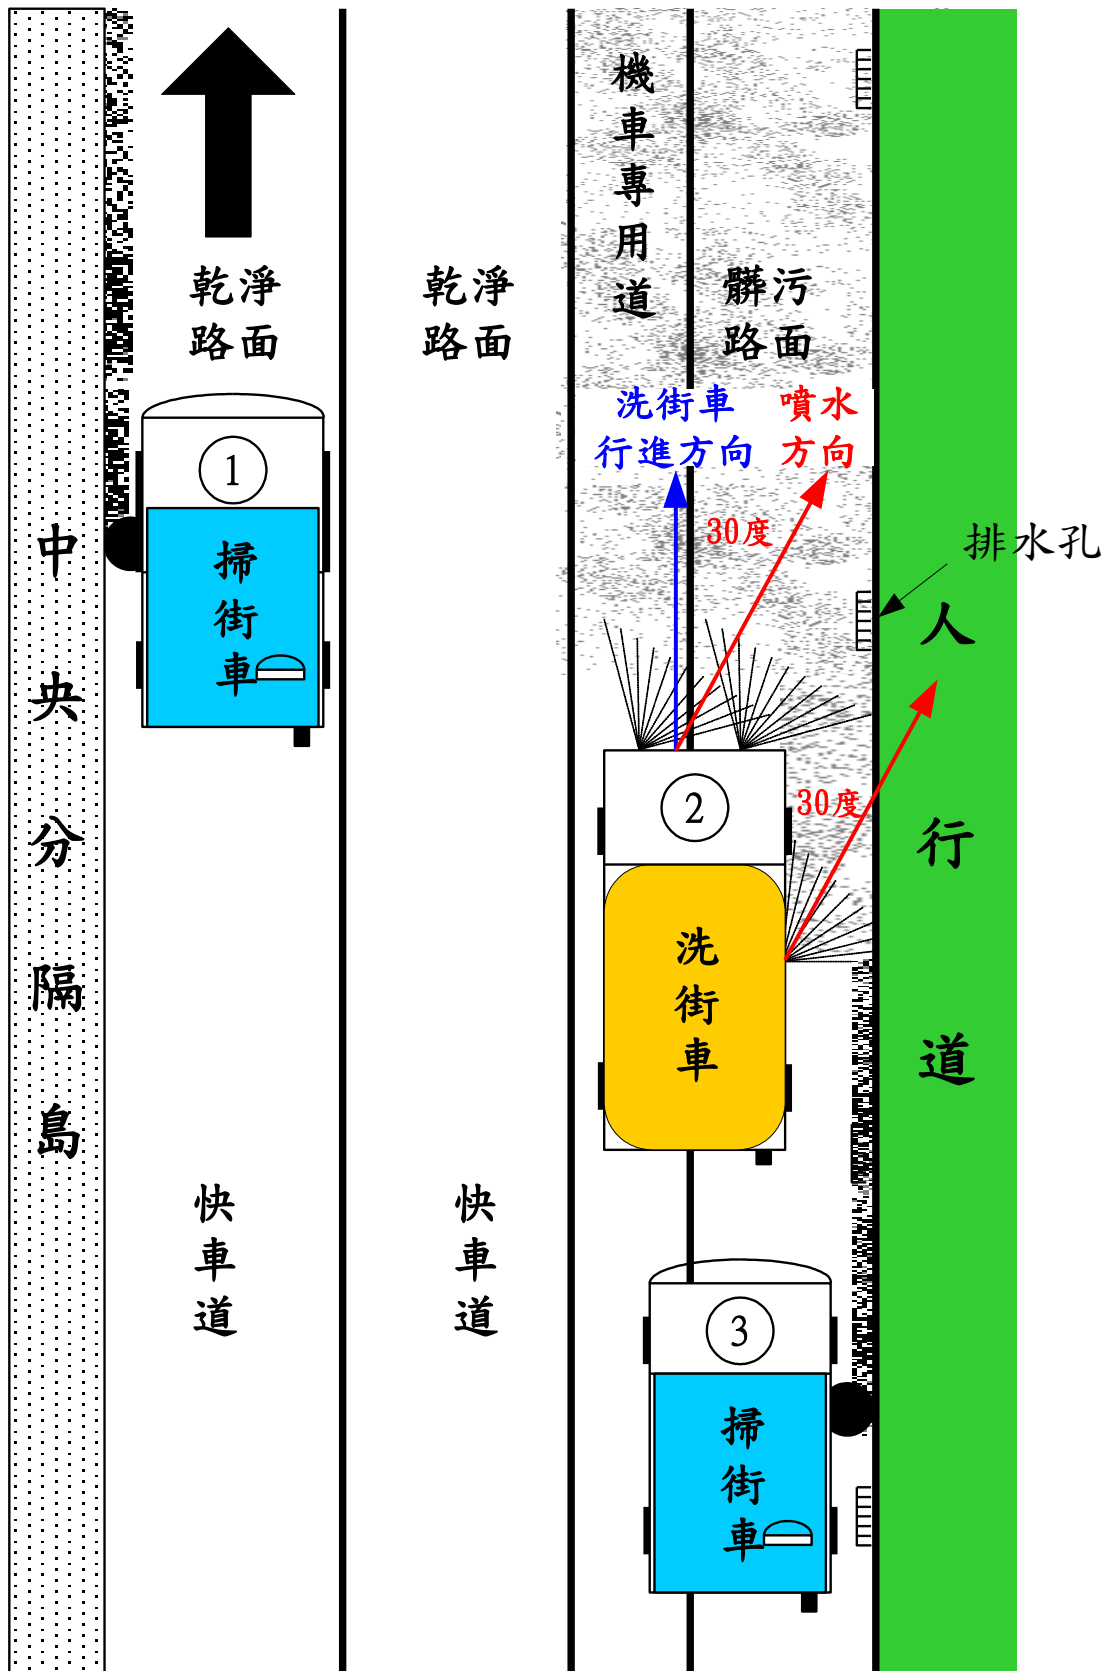 機車專用道
乾淨
路面
乾淨
路面
髒污
路面
洗街車
行進方向
噴水
方向
1
掃街車
30度
排水孔
中央分隔島
人行道
2
30度
洗街車
快車道
快車道
3
掃街車